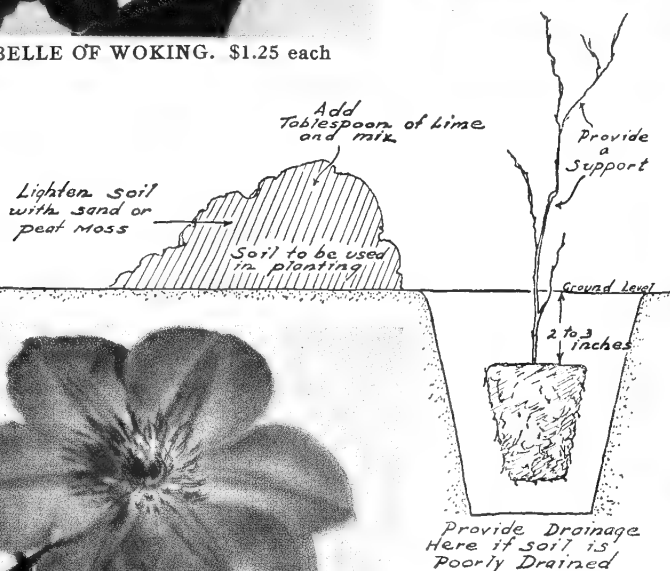 BELLE OF WOKING. $1.25 each
Add
Tablespoon of Lime
and mix
Provide
a
Support
Lighten soil
with sand or
peat Moss
Soil to be used
in planting
Ground Level
2 to 3
inches
Provide Drainage
Here if soil is
Poorly Drained